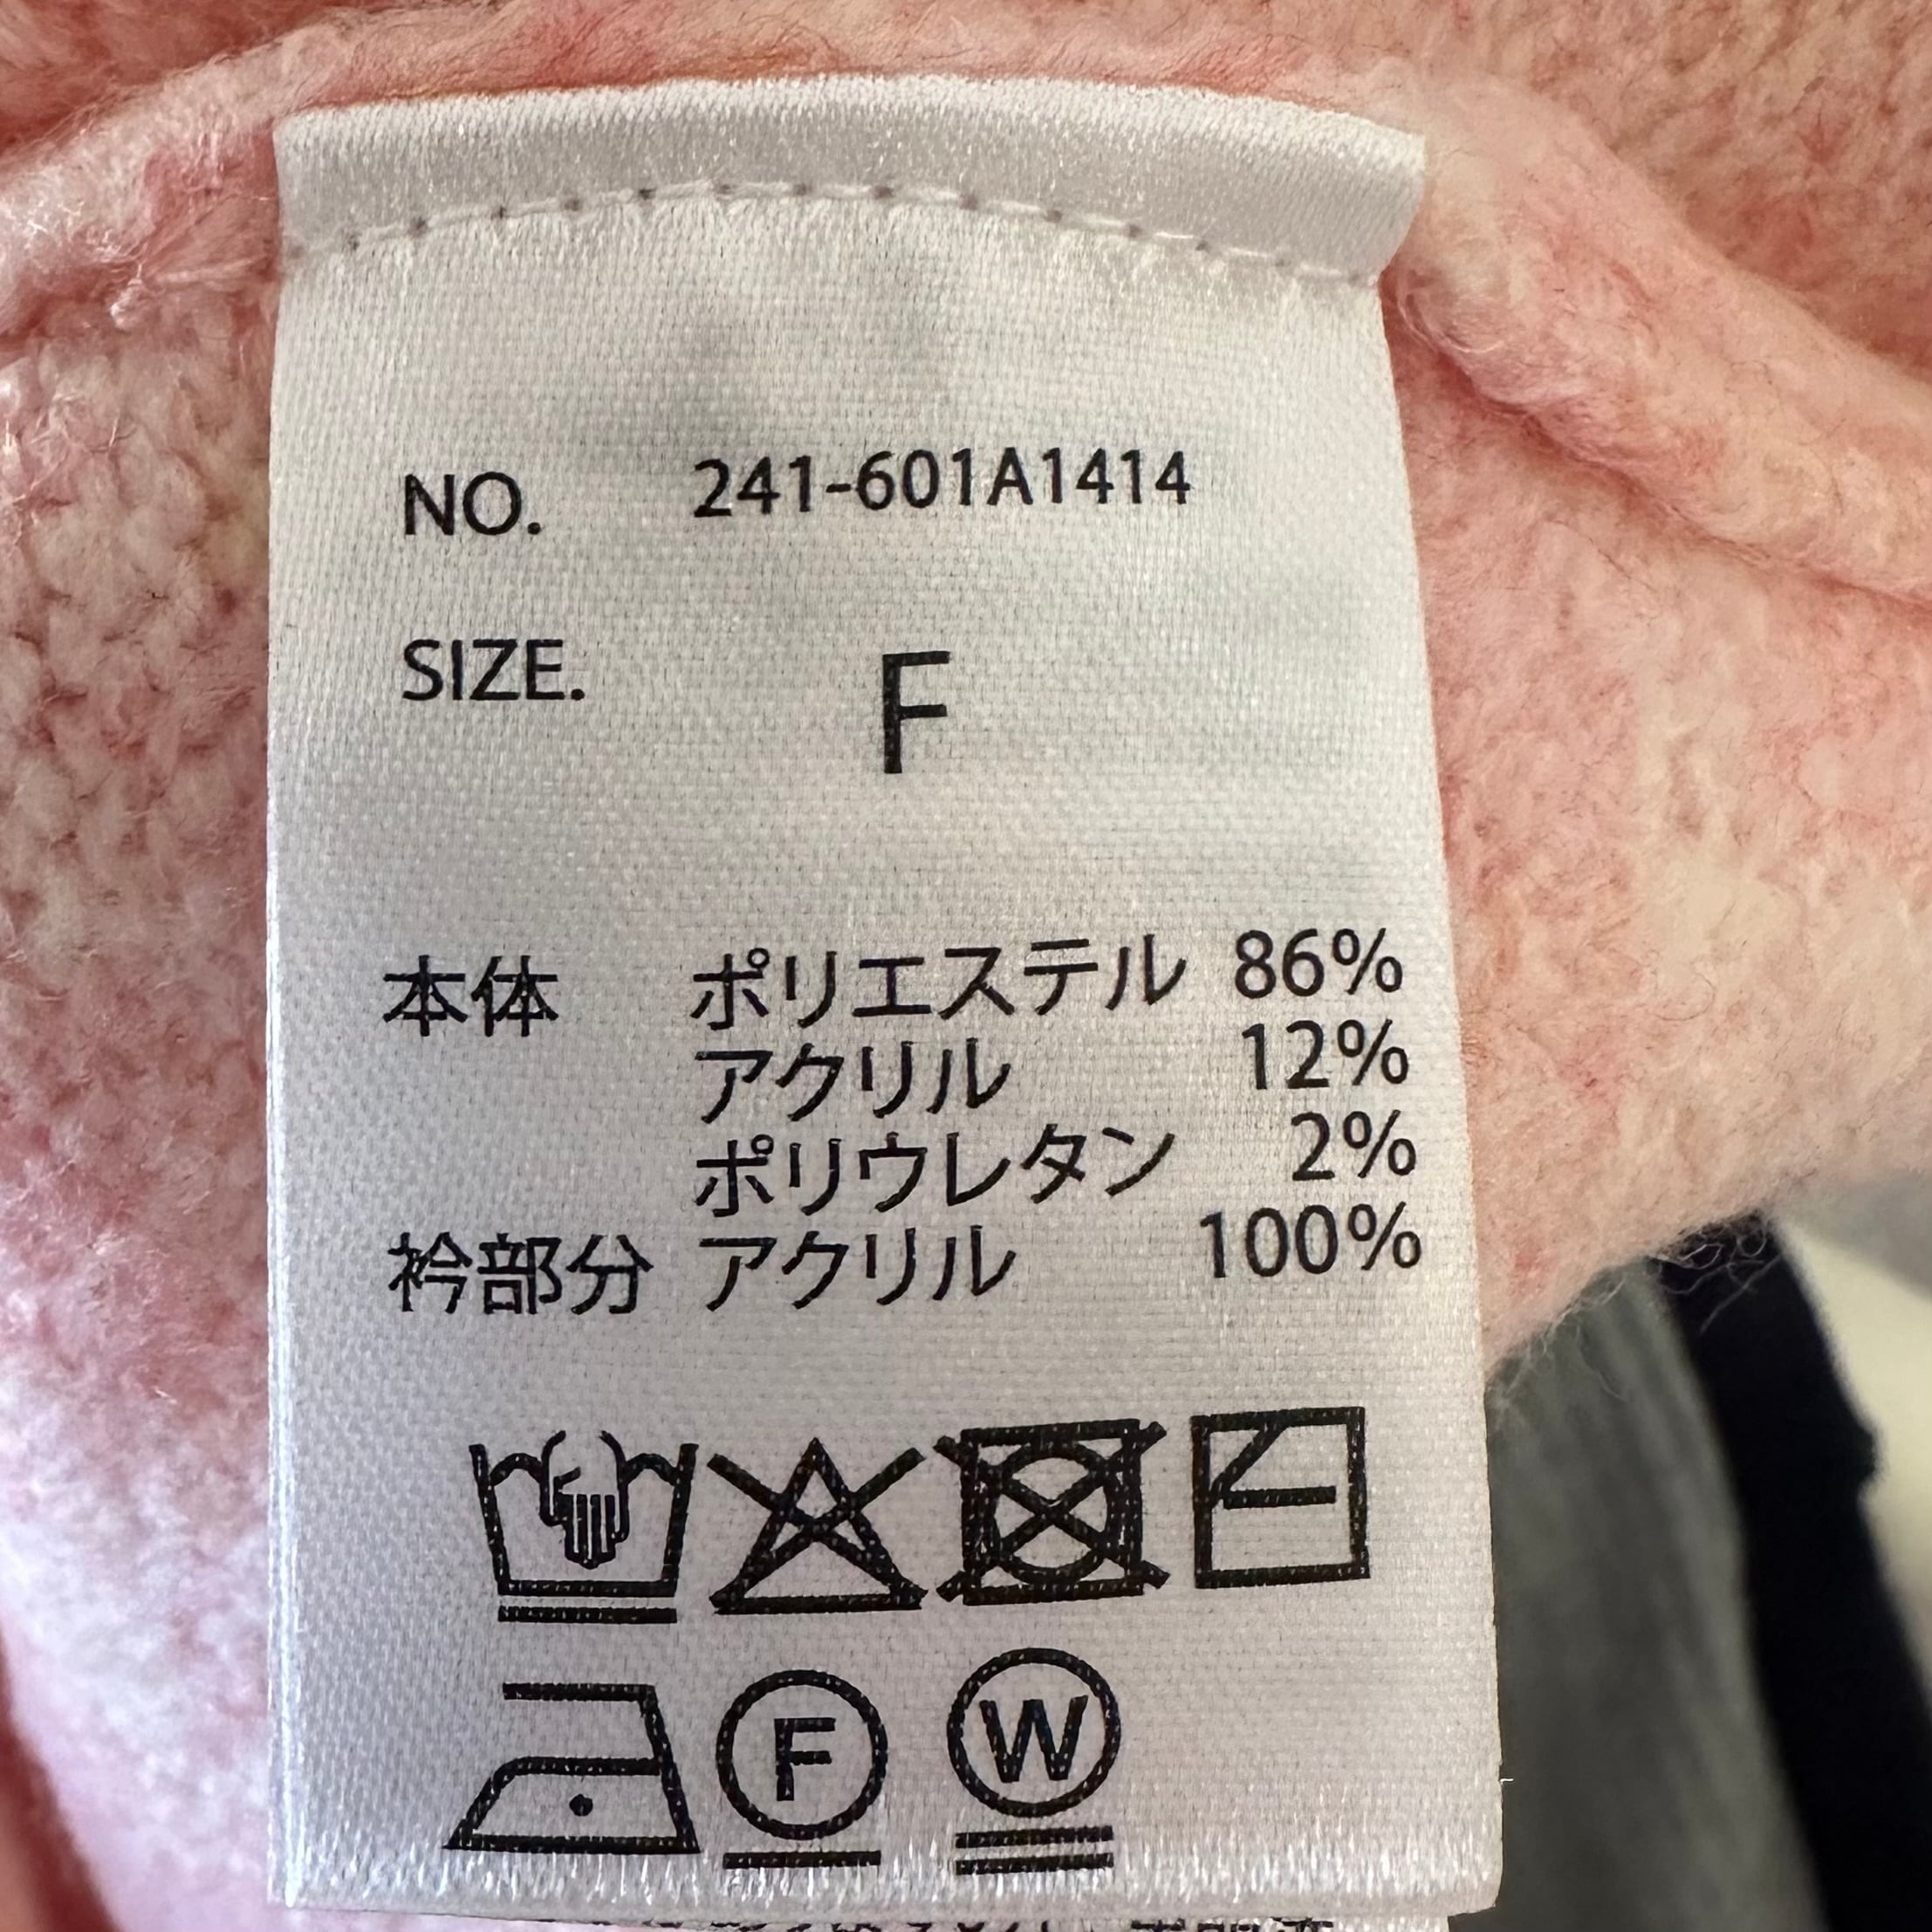 NO. 241-601A1414
SIZE. F
本体 ポリエステル 86%
アクリル 12%
ポリウレタン 2%
衿部分 アクリル 100%
F W